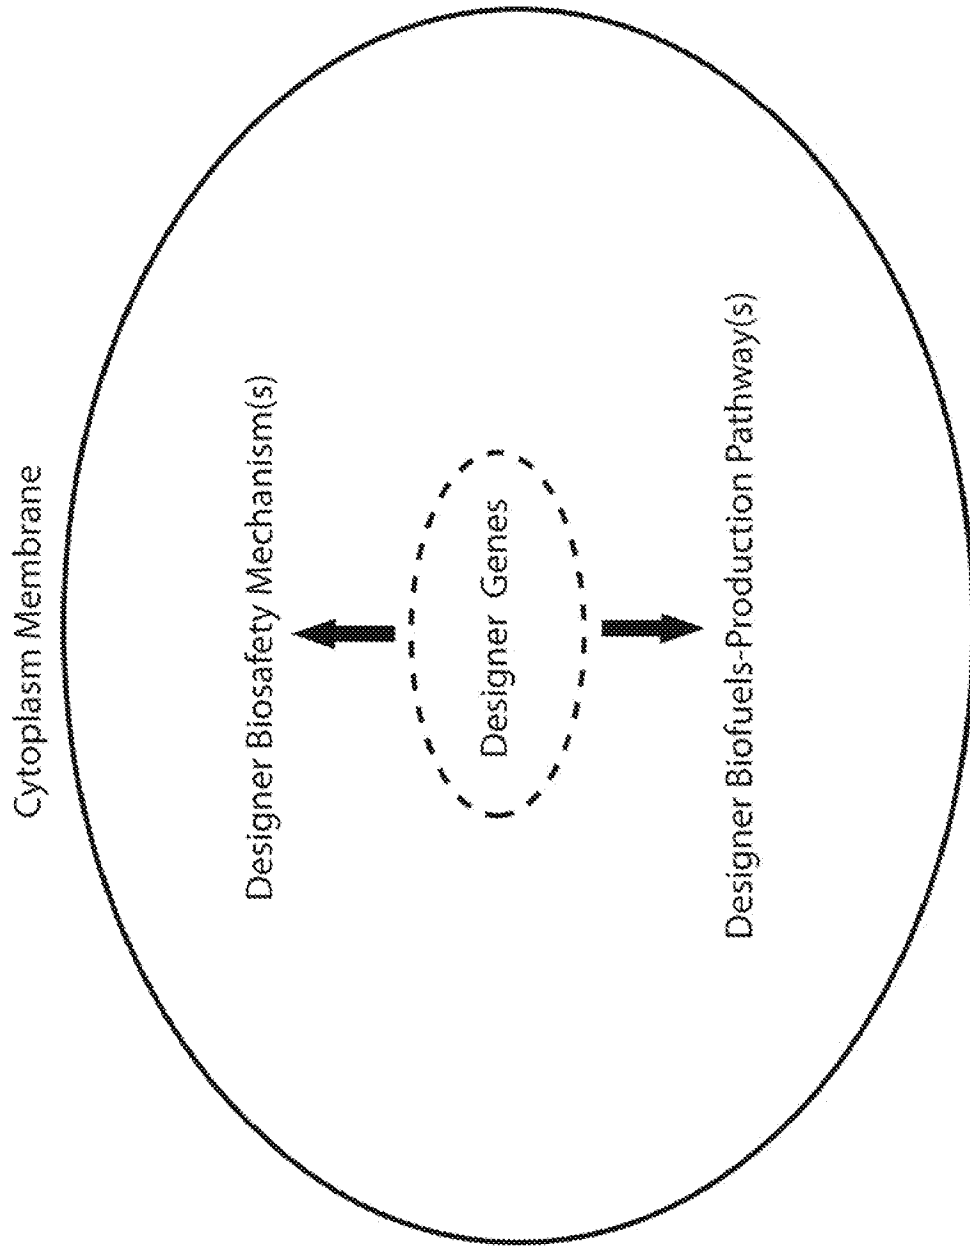 Cytoplasm Membrane
Designer Biosafety Mechanism(s)
Designer Genes
Designer Biofuels-Production Pathway(s)